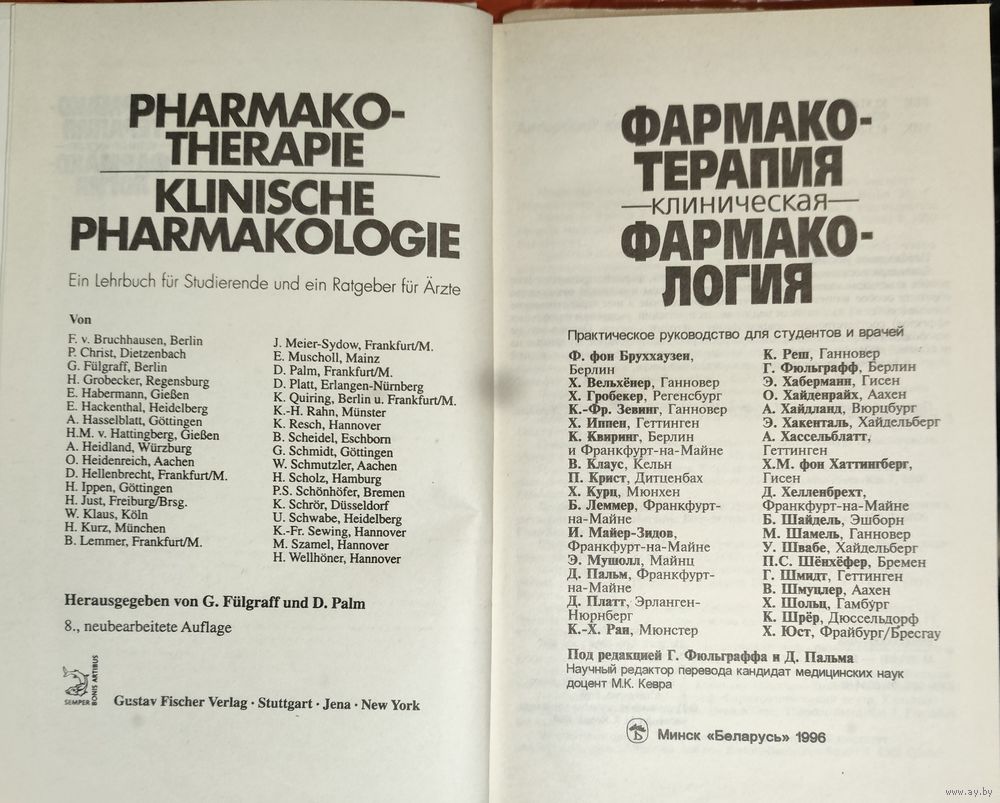 PHARMAKO-
THERAPIE
KLINISCHE
PHARMAKOLOGIE
Ein Lehrbuch für Studierende und ein Ratgeber für Ärzte
Von
F. v. Bruchhausen, Berlin
P. Christ, Dietzenbach
G. Fülgraff, Berlin
H. Grobecker, Regensburg
E. Habermann, Gießen
E. Hackenthal, Heidelberg
A. Hasselblatt, Göttingen
H.M. v. Hattingberg, Gießen
A. Heidland, Würzburg
O. Heidenreich, Aachen
D. Hellenbrecht, Frankfurt/M.
H. Ippen, Göttingen
H. Just, Freiburg/Brsg.
W. Klaus, Köln
H. Kurz, München
B. Lemmer, Frankfurt/M.
J. Meier-Sydow, Frankfurt/M.
E. Muscholl, Mainz
D. Palm, Frankfurt/M.
D. Platt, Erlangen-Nürnberg
K. Quiring, Berlin u. Frankfurt/M.
K.-H. Rahn, Münster
K. Resch, Hannover
B. Scheidel, Eschborn
G. Schmidt, Göttingen
W. Schmutzler, Aachen
H. Scholz, Hamburg
P.S. Schönhöfer, Bremen
K. Schrör, Düsseldorf
U. Schwabe, Heidelberg
K.-Fr. Sewing, Hannover
M. Szamel, Hannover
H. Wellhöner, Hannover
Herausgegeben von G. Fülgraff und D. Palm
8., neubearbeitete Auflage
SEMPER BONIS ARTIBUS
Gustav Fischer Verlag · Stuttgart · Jena · New York
ФАРМАКО-
ТЕРАПИЯ
клиническая
ФАРМАКО-
ЛОГИЯ
Практическое руководство для студентов и врачей
Ф. фон Бруххаузен,
Берлин
Х. Вельхёнер, Ганновер
Х. Гробекер, Регенсбург
К.-Фр. Зевинг, Ганновер
Х. Иппен, Геттинген
К. Квиринг, Берлин
и Франкфурт-на-Майне
В. Клаус, Кельн
П. Крист, Дитценбах
Х. Курц, Мюнхен
Б. Леммер, Франкфурт-
на-Майне
И. Майер-Зидов,
Франкфурт-на-Майне
Э. Мушолл, Майнц
Д. Пальм, Франкфурт-
на-Майне
Д. Платт, Эрланген-
Нюрнберг
К.-Х. Ран, Мюнстер
К. Реш, Ганновер
Г. Фюльграфф, Берлин
Э. Хаберманн, Гисен
О. Хайденрайх, Аахен
А. Хайдланд, Вюрцбург
Э. Хакенталь, Хайдельберг
А. Хассельблатт,
Геттинген
Х.М. фон Хаттингберг,
Гисен
Д. Хелленбрехт,
Франкфурт-на-Майне
Б. Шайдель, Эшборн
М. Шамель, Ганновер
У. Швабе, Хайдельберг
П.С. Шёнхёфер, Бремен
Г. Шмидт, Геттинген
В. Шмуцлер, Аахен
Х. Шольц, Гамбург
К. Шрёр, Дюссельдорф
Х. Юст, Фрайбург/Бресгау
Под редакцией Г. Фюльграффа и Д. Пальма
Научный редактор перевода кандидат медицинских наук
доцент М.К. Кевра
Минск «Беларусь» 1996
www.ay.by